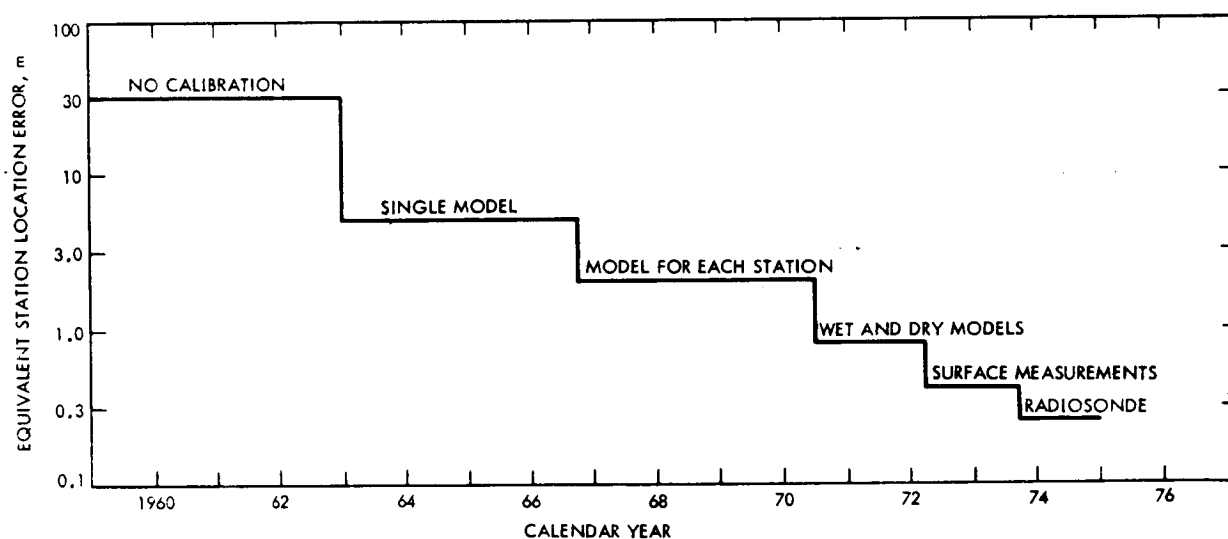 EQUIVALENT STATION LOCATION ERROR, m
100
30
10
3.0
1.0
0.3
0.1
NO CALIBRATION
SINGLE MODEL
MODEL FOR EACH STATION
WET AND DRY MODELS
SURFACE MEASUREMENTS
RADIOSONDE
1960 62 64 66 68 70 72 74 76
CALENDAR YEAR